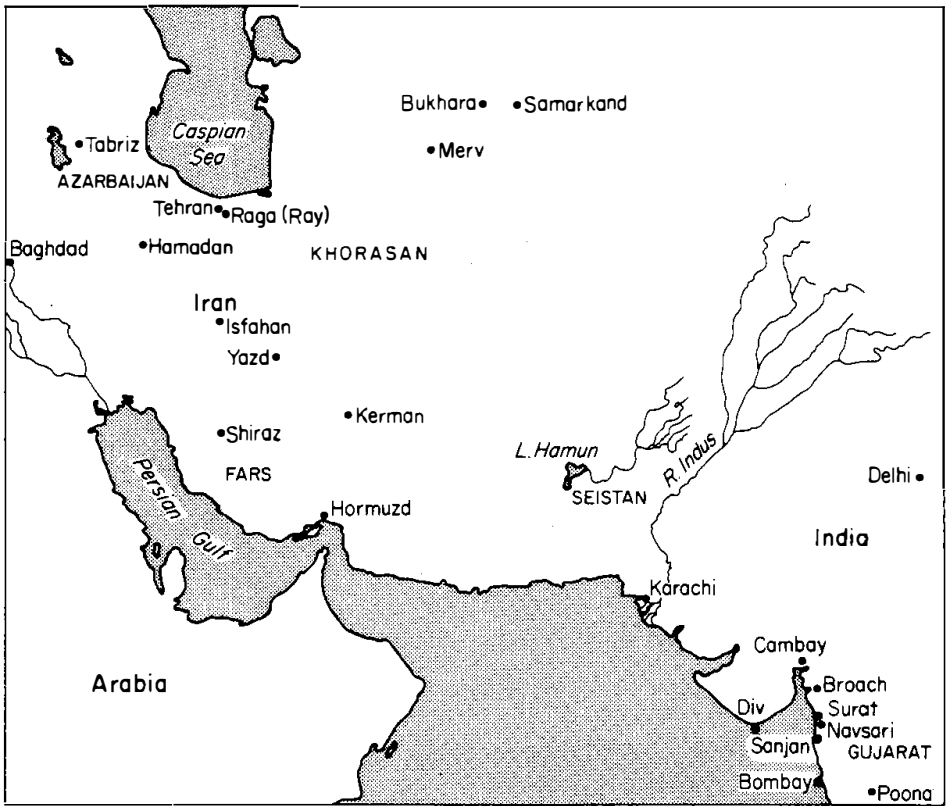 Bukhara
Samarkand
Caspian
Sea
Tabriz
Merv
AZARBAIJAN
Tehran
Raga (Ray)
Baghdad
Hamadan
KHORASAN
Iran
Isfahan
Yazd
Kerman
Shiraz
L. Hamun
R. Indus
FARS
SEISTAN
Delhi
Persian
Gulf
Hormuzd
India
Karachi
Cambay
Arabia
Broach
Div
Surat
Navsari
Sanjan
GUJARAT
Bombay
Poona